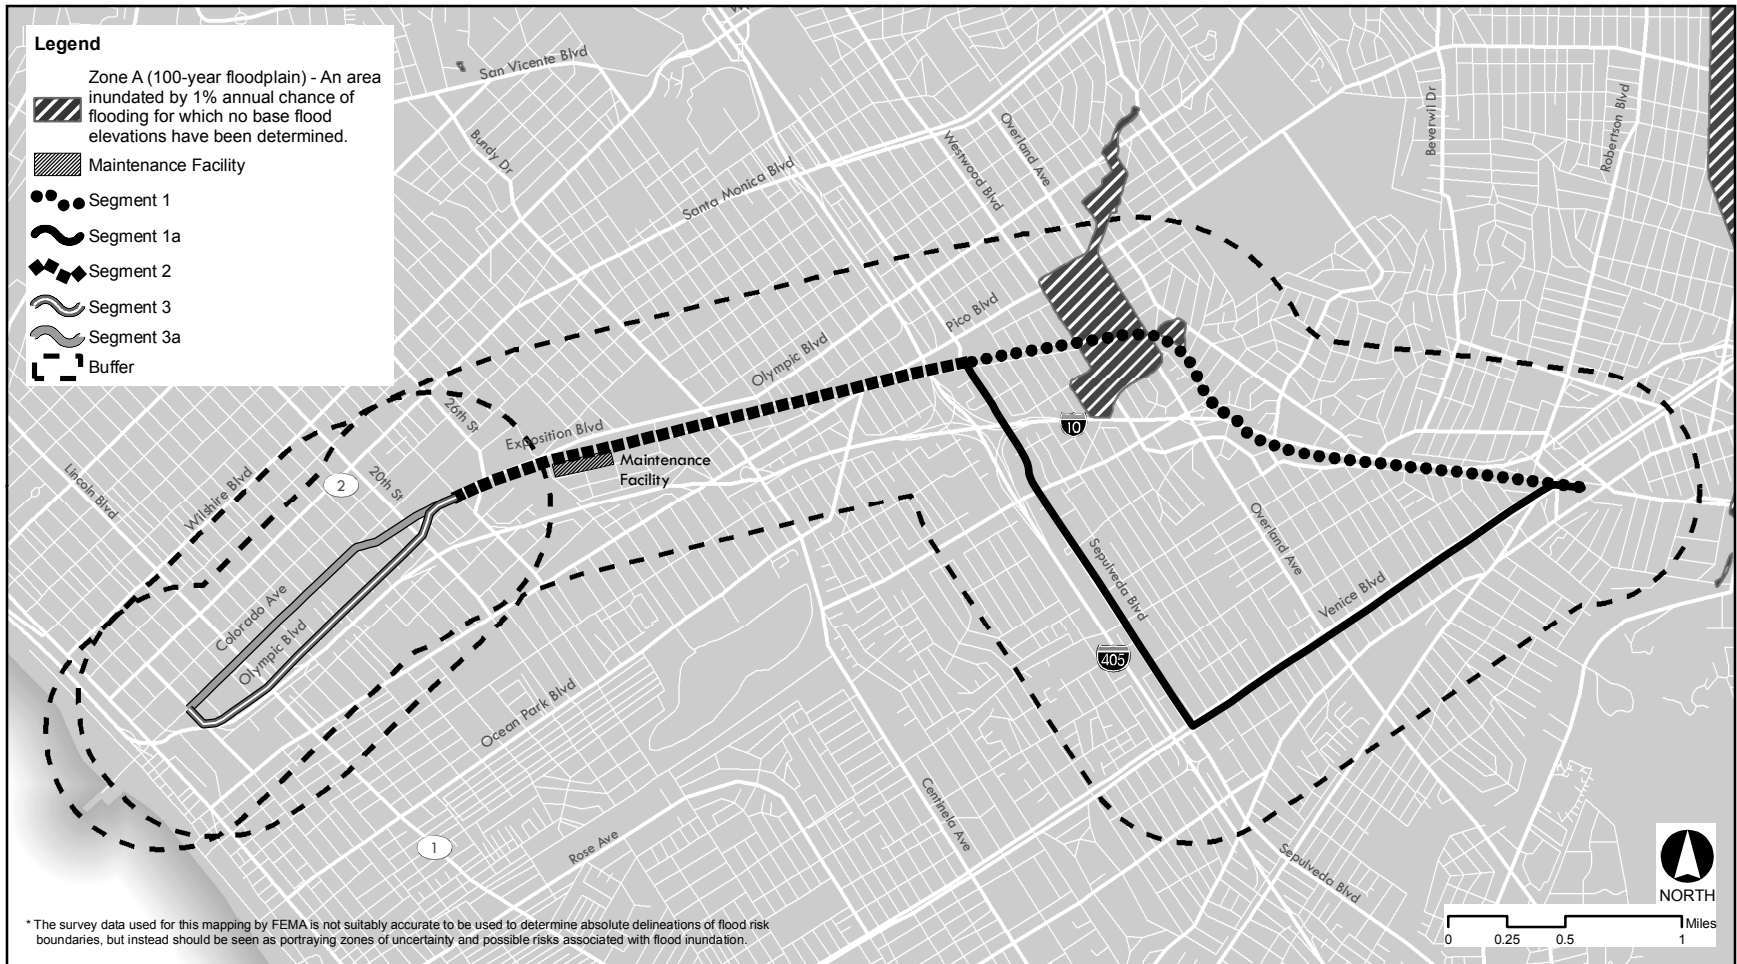 Legend
Zone A (100-year floodplain) - An area
inundated by 1% annual chance of
flooding for which no base flood
elevations have been determined.
Maintenance Facility
Segment 1
Segment 1a
Segment 2
Segment 3
Segment 3a
Buffer
San Vicente Blvd
Bundy Dr
Santa Monica Blvd
Westwood Blvd
Overland Ave
Beverwil Dr
Robertson Blvd
Pico Blvd
Olympic Blvd
26th St
Exposition Blvd
10
Maintenance
Facility
Lincoln Blvd
Wilshire Blvd
2
20th St
Overland Ave
Sepulveda Blvd
Venice Blvd
Colorado Ave
Olympic Blvd
405
Ocean Park Blvd
Centinela Ave
Rose Ave
1
Sepulveda Blvd
NORTH
* The survey data used for this mapping by FEMA is not suitably accurate to be used to determine absolute delineations of flood risk
boundaries, but instead should be seen as portraying zones of uncertainty and possible risks associated with flood inundation.
Miles
0 0.25 0.5 1